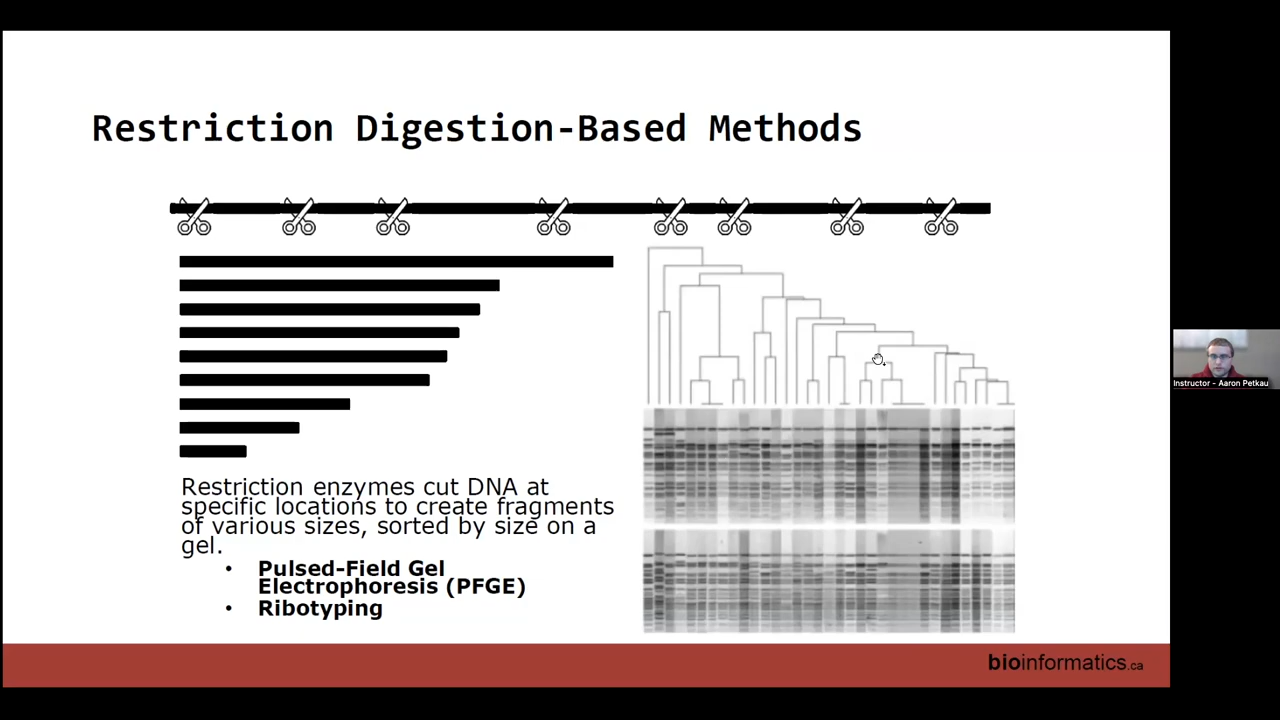 Restriction Digestion-Based Methods
Restriction enzymes cut DNA at
specific locations to create fragments
of various sizes, sorted by size on a
gel.
• Pulsed-Field Gel
Electrophoresis (PFGE)
• Ribotyping
bioinformatics.ca
Instructor - Aaron Petkau